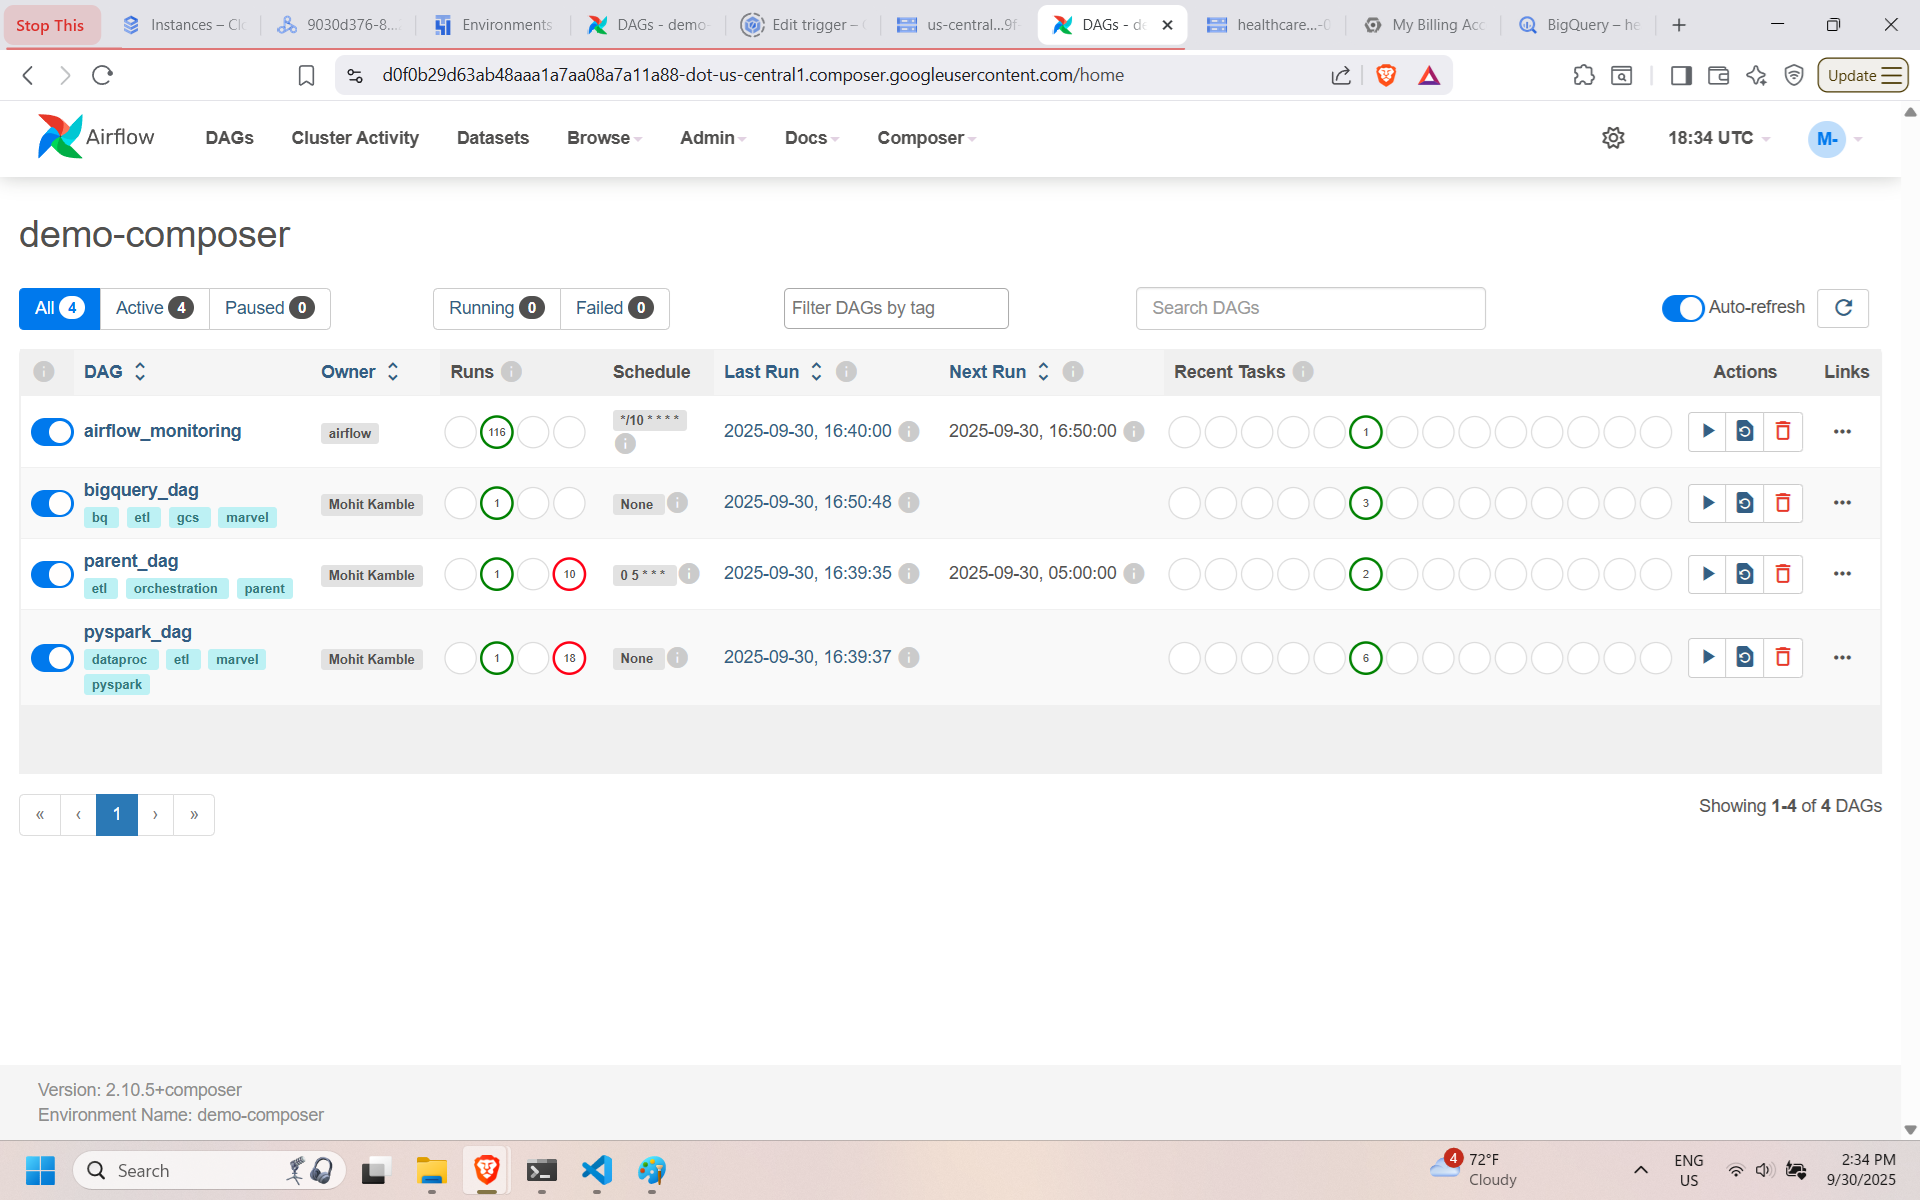 Stop This
Instances – Clo
9030d376-8...
Environments
DAGs - demo-
Edit trigger –
us-central...9f
DAGs - de
healthcare...-0
My Billing Acc
BigQuery – he
d0f0b29d63ab48aaa1a7aa08a7a11a88-dot-us-central1.composer.googleusercontent.com/home
Update
Airflow
DAGs
Cluster Activity
Datasets
Browse
Admin
Docs
Composer
18:34 UTC
M-
demo-composer
All 4
Active 4
Paused 0
Running 0
Failed 0
Filter DAGs by tag
Search DAGs
Auto-refresh
DAG
Owner
Runs
Schedule
Last Run
Next Run
Recent Tasks
Actions
Links
airflow_monitoring
airflow
116
*/10 * * * *
2025-09-30, 16:40:00
2025-09-30, 16:50:00
1
bigquery_dag
bq etl gcs marvel
Mohit Kamble
1
None
2025-09-30, 16:50:48
3
parent_dag
etl orchestration parent
Mohit Kamble
1
10
0 5 * * *
2025-09-30, 16:39:35
2025-09-30, 05:00:00
2
pyspark_dag
dataproc etl marvel
pyspark
Mohit Kamble
1
18
None
2025-09-30, 16:39:37
6
« ‹ 1 › »
Showing 1-4 of 4 DAGs
Version: 2.10.5+composer
Environment Name: demo-composer
Search
4
72°F
Cloudy
ENG
US
2:34 PM
9/30/2025